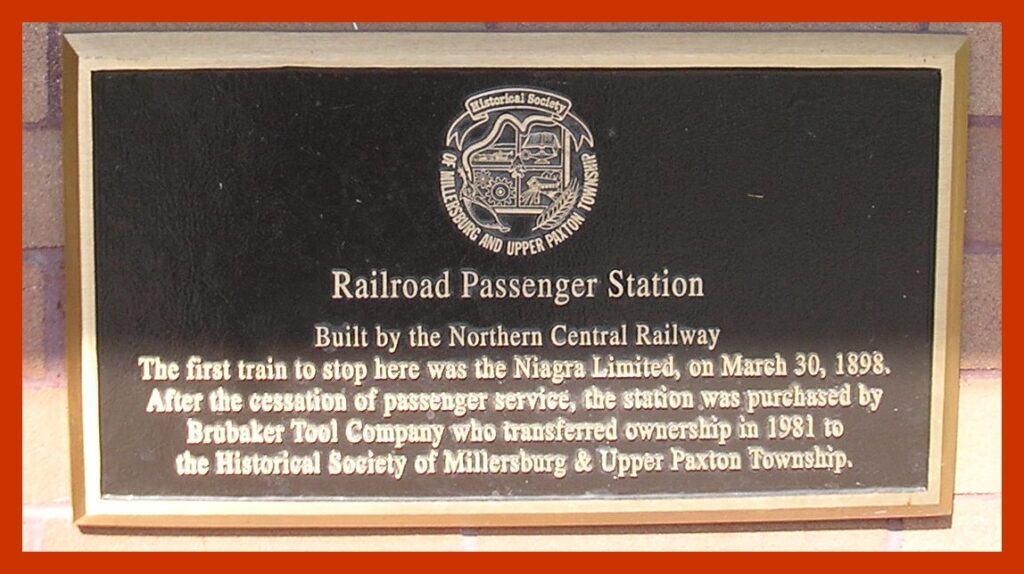 Historical Society
OF MILLERSBURG AND UPPER PAXTON TOWNSHIP
Railroad Passenger Station
Built by the Northern Central Railway
The first train to stop here was the Niagra Limited, on March 30, 1898.
After the cessation of passenger service, the station was purchased by
Brubaker Tool Company who transferred ownership in 1981 to
the Historical Society of Millersburg & Upper Paxton Township.